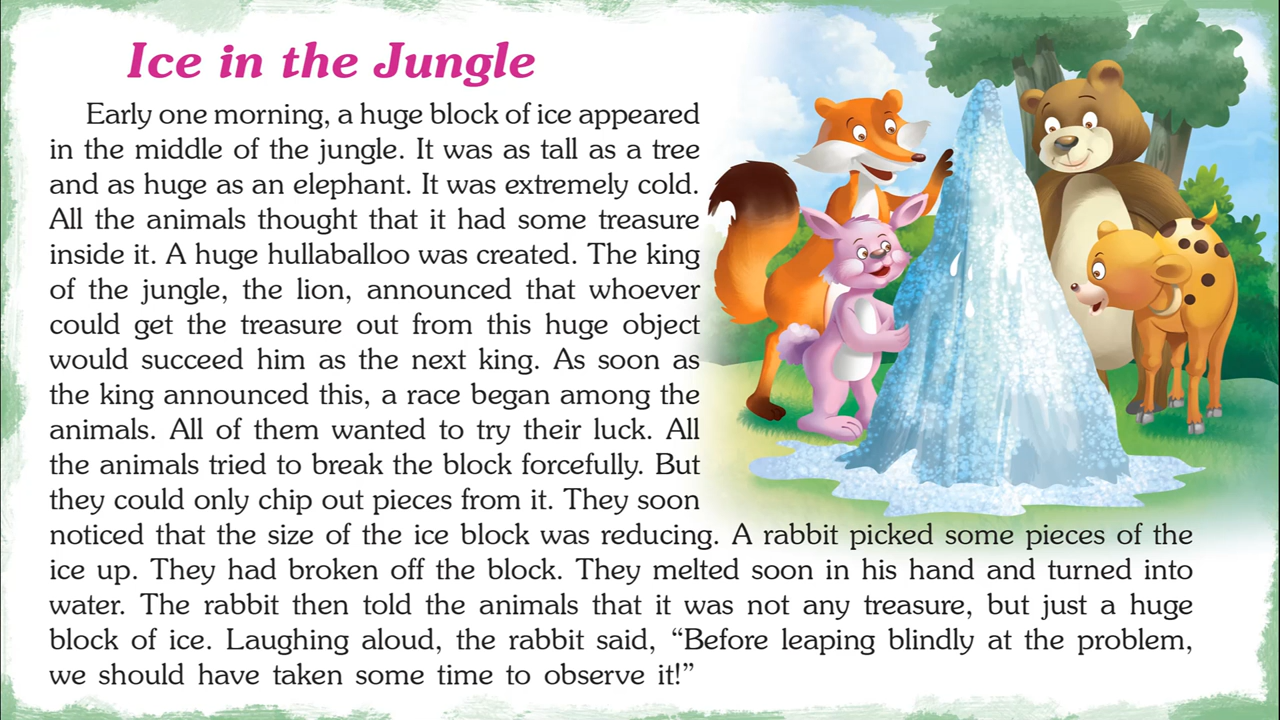 Ice in the Jungle
Early one morning, a huge block of ice appeared
in the middle of the jungle. It was as tall as a tree
and as huge as an elephant. It was extremely cold.
All the animals thought that it had some treasure
inside it. A huge hullaballoo was created. The king
of the jungle, the lion, announced that whoever
could get the treasure out from this huge object
would succeed him as the next king. As soon as
the king announced this, a race began among the
animals. All of them wanted to try their luck. All
the animals tried to break the block forcefully. But
they could only chip out pieces from it. They soon
noticed that the size of the ice block was reducing. A rabbit picked some pieces of the
ice up. They had broken off the block. They melted soon in his hand and turned into
water. The rabbit then told the animals that it was not any treasure, but just a huge
block of ice. Laughing aloud, the rabbit said, “Before leaping blindly at the problem,
we should have taken some time to observe it!”